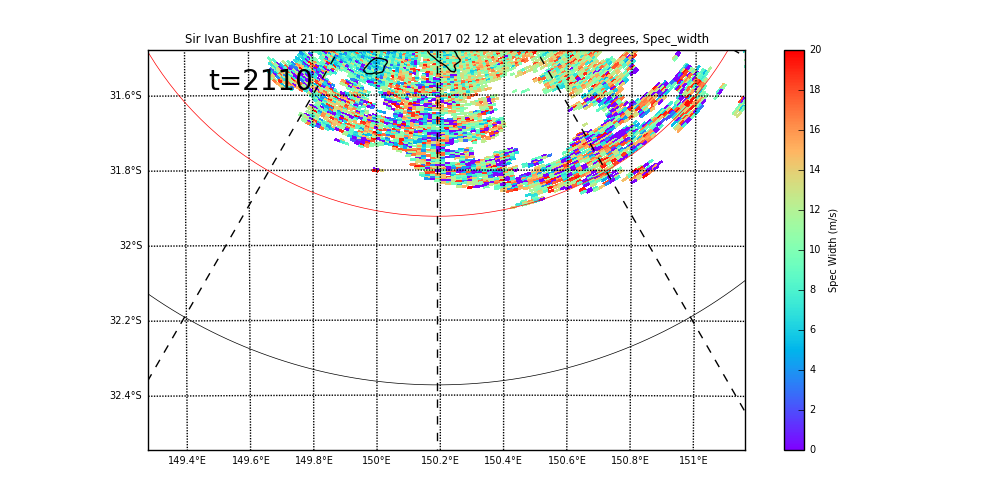 Sir Ivan Bushfire at 21:10 Local Time on 2017 02 12 at elevation 1.3 degrees, Spec_width
t=2110
31.6°S
31.8°S
32°S
32.2°S
32.4°S
149.4°E 149.6°E 149.8°E 150°E 150.2°E 150.4°E 150.6°E 150.8°E 151°E
20
18
16
14
12
10
8
6
4
2
0
Spec Width (m/s)